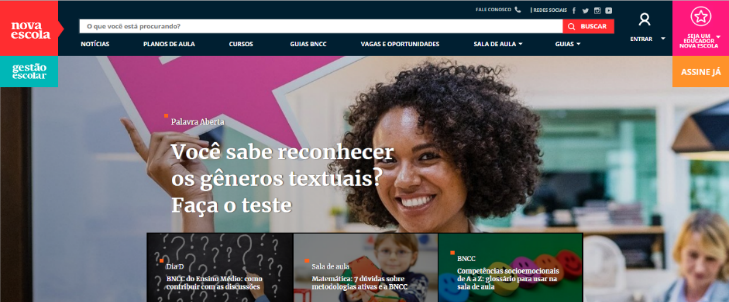 FALE CONOSCO
REDES SOCIAIS
nova
escola
O que você está procurando?
BUSCAR
ENTRAR
SEJA UM
EDUCADOR
NOVA ESCOLA
NOTÍCIAS
PLANOS DE AULA
CURSOS
GUIAS BNCC
VAGAS E OPORTUNIDADES
SALA DE AULA
GUIAS
gestão
escolar
ASSINE JÁ
Palavra Aberta
Você sabe reconhecer
os gêneros textuais?
Faça o teste
Dia D
BNCC do Ensino Médio: como
contribuir com as discussões
Sala de aula
Matemática: 7 dúvidas sobre
metodologias ativas e a BNCC
BNCC
Competências socioemocionais
de A a Z: glossário para usar na
sala de aula